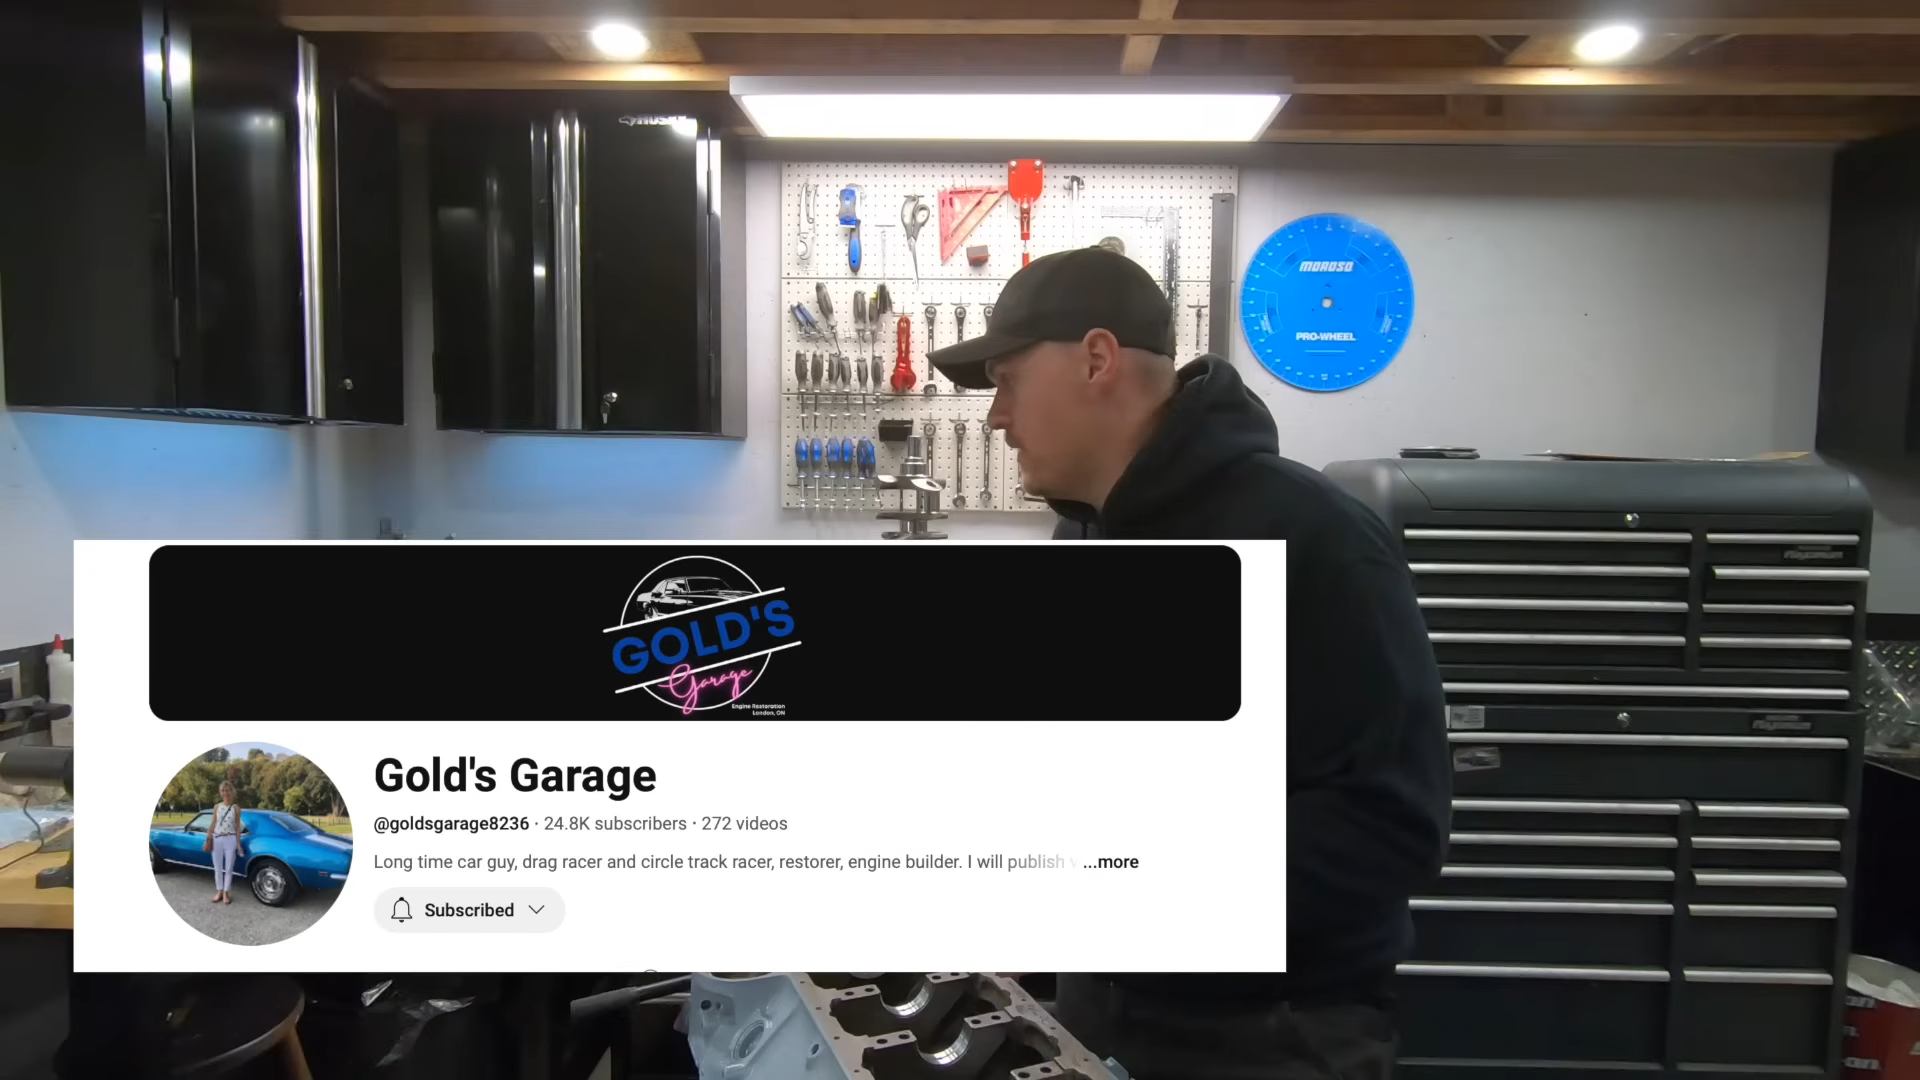 MOROSO
PRO-WHEEL
GOLD'S
Garage
Engine Restoration
London, ON
Gold's Garage
@goldsgarage8236 · 24.8K subscribers · 272 videos
Long time car guy, drag racer and circle track racer, restorer, engine builder. I will publish ...more
Subscribed